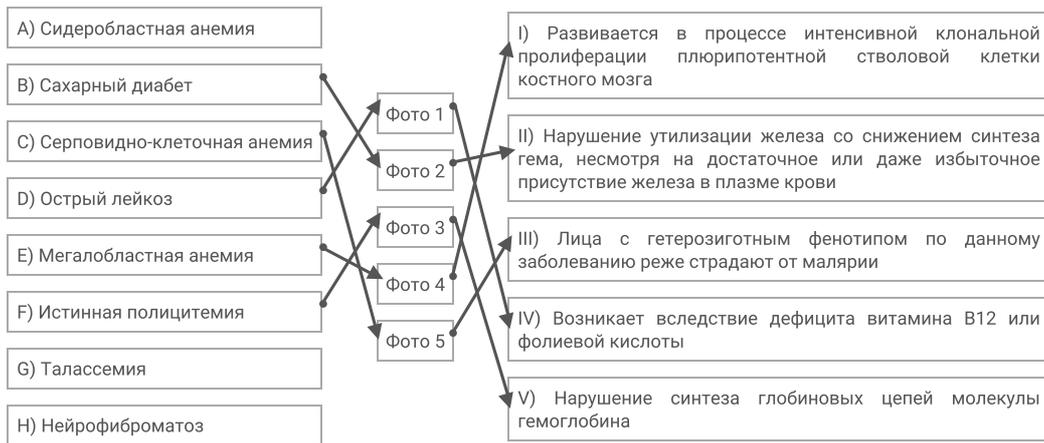 A) Сидеробластная анемия
B) Сахарный диабет
C) Серповидно-клеточная анемия
D) Острый лейкоз
E) Мегалобластная анемия
F) Истинная полицитемия
G) Талассемия
H) Нейрофиброматоз
Фото 1
Фото 2
Фото 3
Фото 4
Фото 5
I) Развивается в процессе интенсивной клональной
пролиферации плюрипотентной стволовой клетки
костного мозга
II) Нарушение утилизации железа со снижением синтеза
гема, несмотря на достаточное или даже избыточное
присутствие железа в плазме крови
III) Лица с гетерозиготным фенотипом по данному
заболеванию реже страдают от малярии
IV) Возникает вследствие дефицита витамина B12 или
фолиевой кислоты
V) Нарушение синтеза глобиновых цепей молекулы
гемоглобина